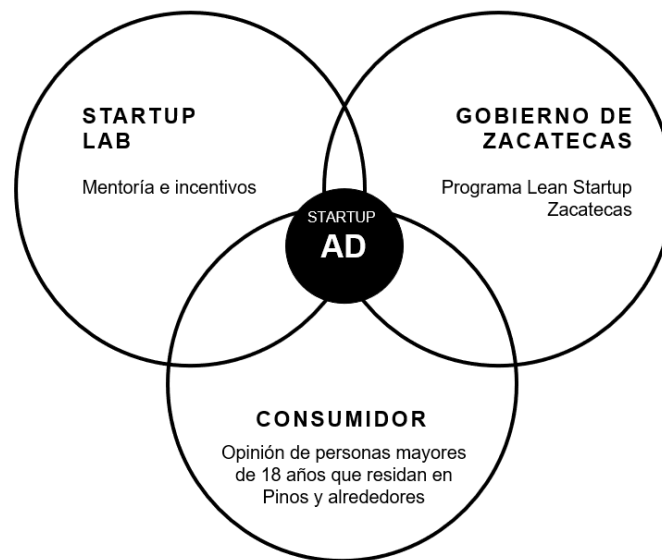 STARTUP
LAB
Mentoría e incentivos
GOBIERNO DE
ZACATECAS
Programa Lean Startup
Zacatecas
STARTUP
AD
CONSUMIDOR
Opinión de personas mayores
de 18 años que residan en
Pinos y alrededores